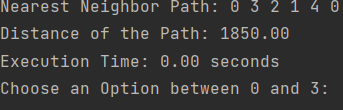 Nearest Neighbor Path: 0 3 2 1 4 0
Distance of the Path: 1850.00
Execution Time: 0.00 seconds
Choose an Option between 0 and 3: